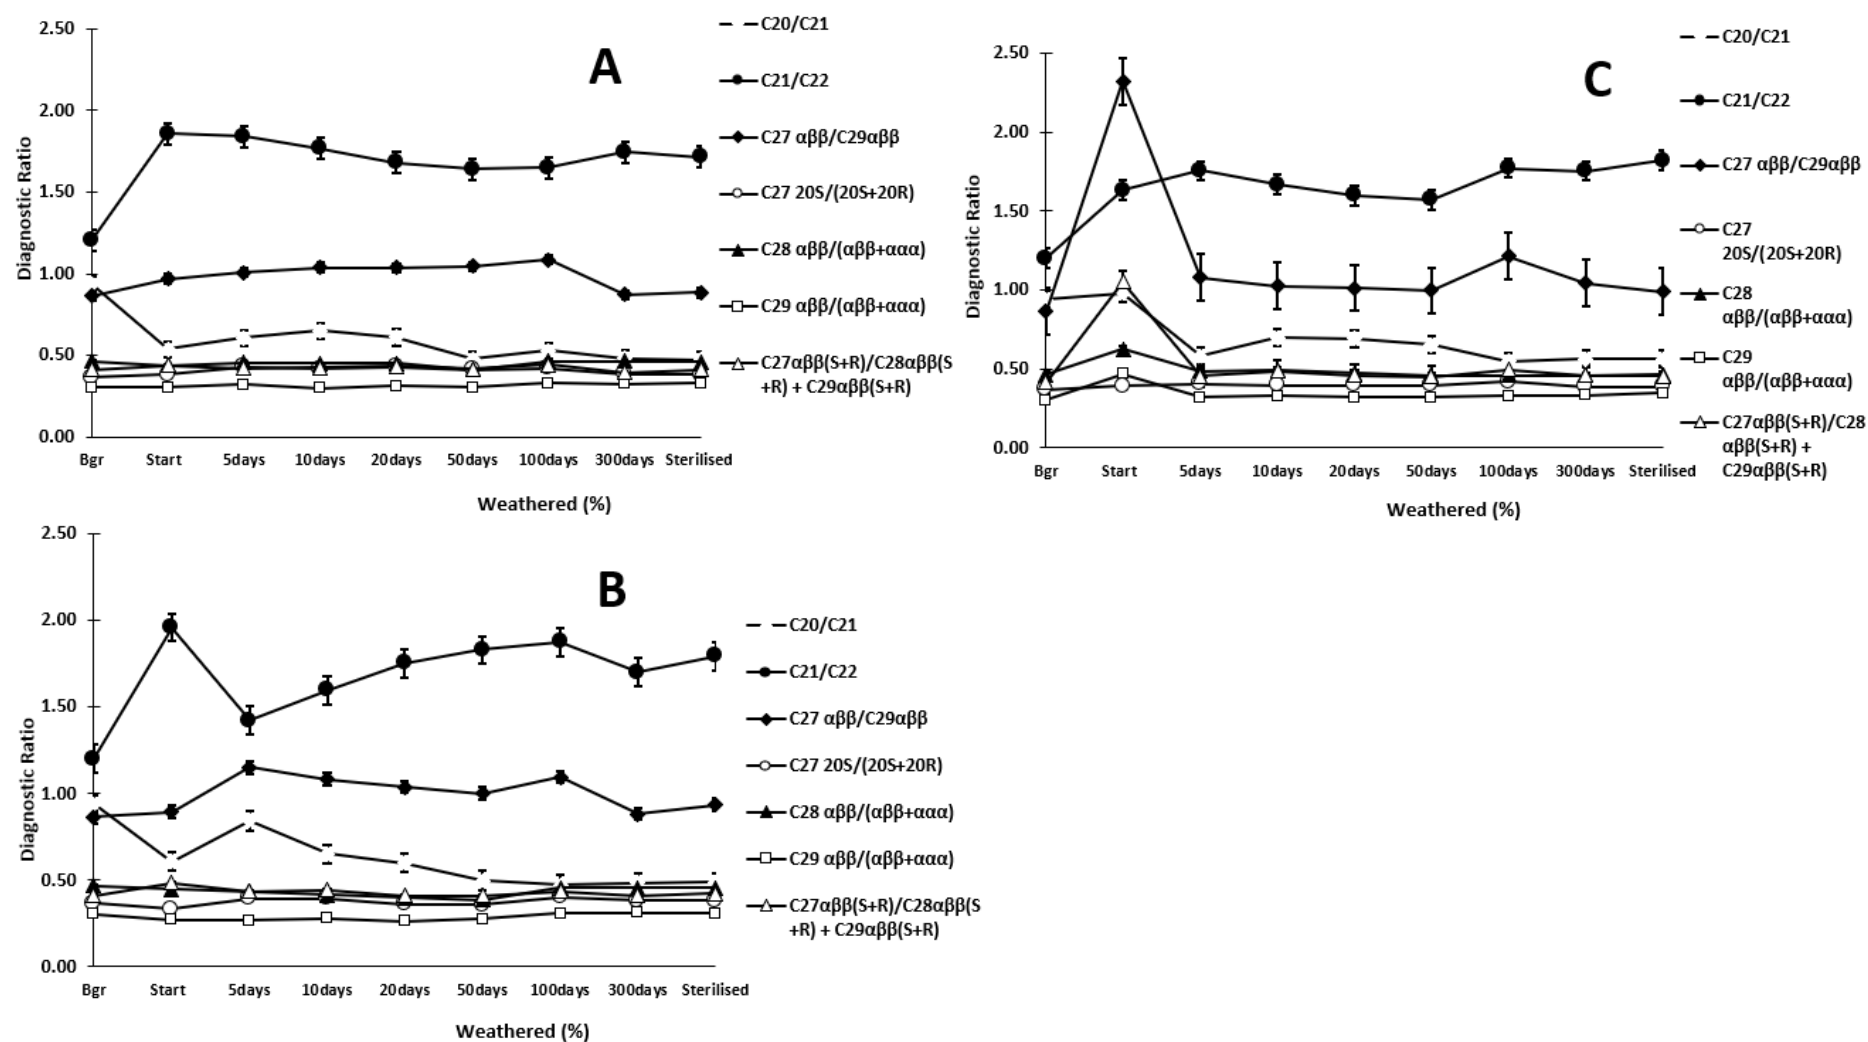 2.50
2.00
1.50
1.00
0.50
0.00
Diagnostic Ratio
A
Bgr Start 5days 10days 20days 50days 100days 300days Sterilised
Weathered (%)
C20/C21
C21/C22
C27 αββ/C29αββ
C27 20S/(20S+20R)
C28 αββ/(αββ+ααα)
C29 αββ/(αββ+ααα)
C27αββ(S+R)/C28αββ(S
+R) + C29αββ(S+R)
2.50
2.00
1.50
1.00
0.50
0.00
Diagnostic Ratio
B
Bgr Start 5days 10days 20days 50days 100days 300days Sterilised
Weathered (%)
C20/C21
C21/C22
C27 αββ/C29αββ
C27 20S/(20S+20R)
C28 αββ/(αββ+ααα)
C29 αββ/(αββ+ααα)
C27αββ(S+R)/C28αββ(S
+R) + C29αββ(S+R)
2.50
2.00
1.50
1.00
0.50
0.00
Diagnostic Ratio
C
Bgr Start 5days 10days 20days 50days 100days 300days Sterilised
Weathered (%)
C20/C21
C21/C22
C27 αββ/C29αββ
C27
20S/(20S+20R)
C28
αββ/(αββ+ααα)
C29
αββ/(αββ+ααα)
C27αββ(S+R)/C28
αββ(S+R) +
C29αββ(S+R)